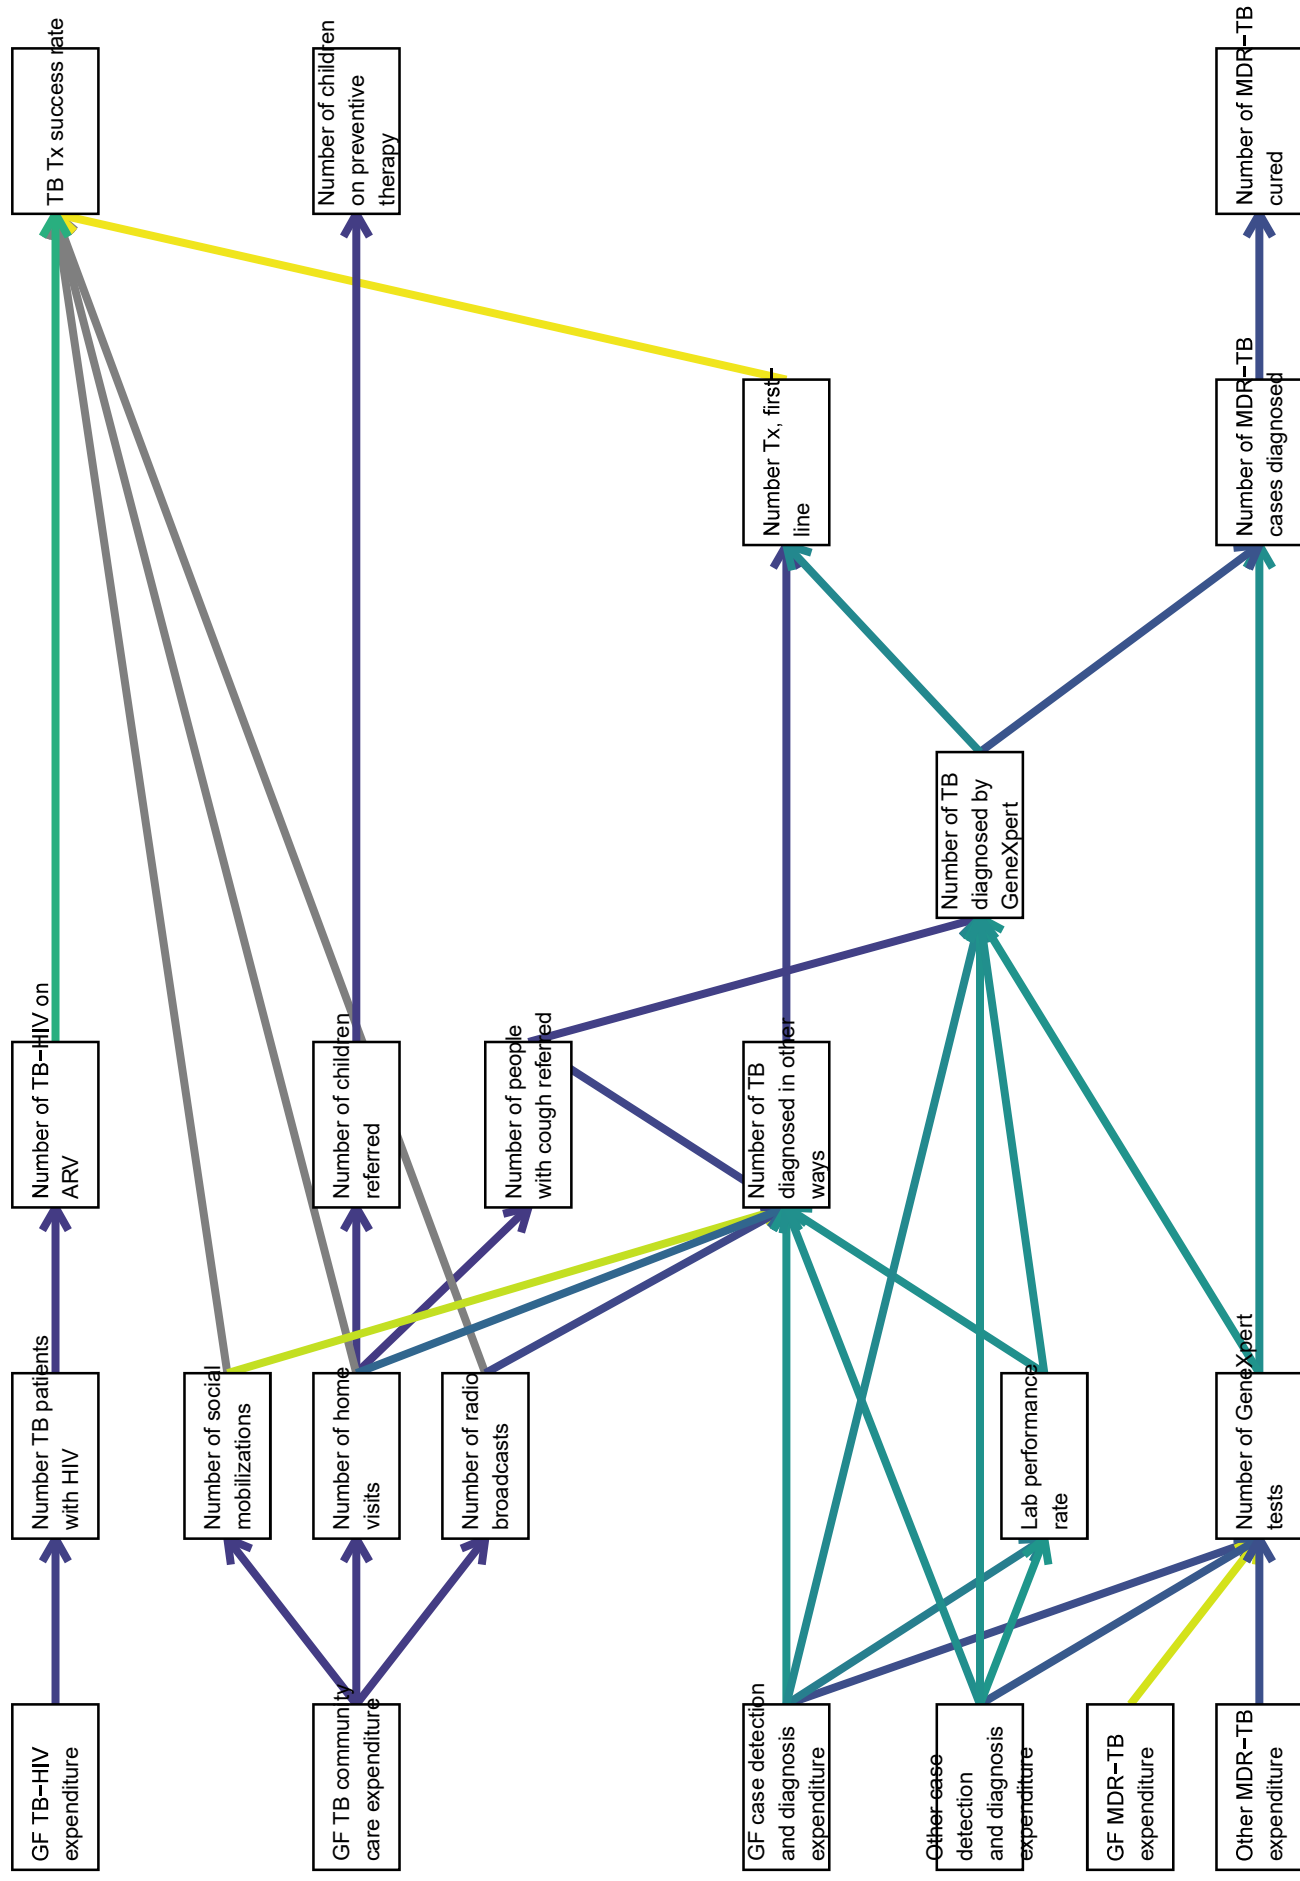 GF TB−HIV
expenditure
GF TB community
care expenditure
GF case detection
and diagnosis
expenditure
Other case
detection
and diagnosis
expenditure
GF MDR−TB
expenditure
Other MDR−TB
expenditure
Number TB patients
with HIV
Number of social
mobilizations
Number of home
visits
Number of radio
broadcasts
Lab performance
rate
Number of GeneXpert
tests
Number of TB−HIV on
ARV
Number of children
referred
Number of people
with cough referred
Number of TB
diagnosed in other
ways
Number of TB
diagnosed by
GeneXpert
Number Tx, first−
line
Number of MDR−TB
cases diagnosed
TB Tx success rate
Number of children
on preventive
therapy
Number of MDR−TB
cured